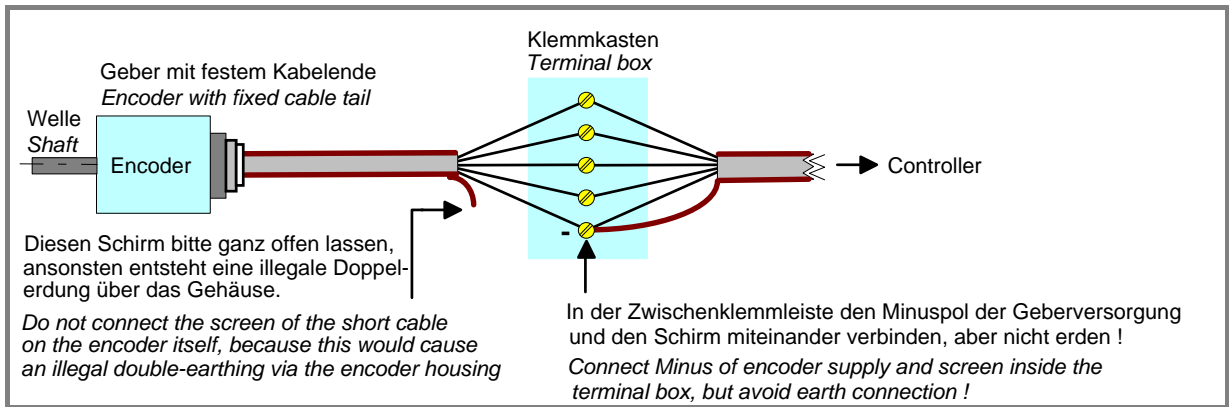 Klemmkasten
Terminal box
Geber mit festem Kabelende
Encoder with fixed cable tail
Welle
Shaft
Encoder
Controller
-
Diesen Schirm bitte ganz offen lassen,
ansonsten entsteht eine illegale Doppel-
erdung über das Gehäuse.
Do not connect the screen of the short cable
on the encoder itself, because this would cause
an illegal double-earthing via the encoder housing
In der Zwischenklemmleiste den Minuspol der Geberversorgung
und den Schirm miteinander verbinden, aber nicht erden !
Connect Minus of encoder supply and screen inside the
terminal box, but avoid earth connection !